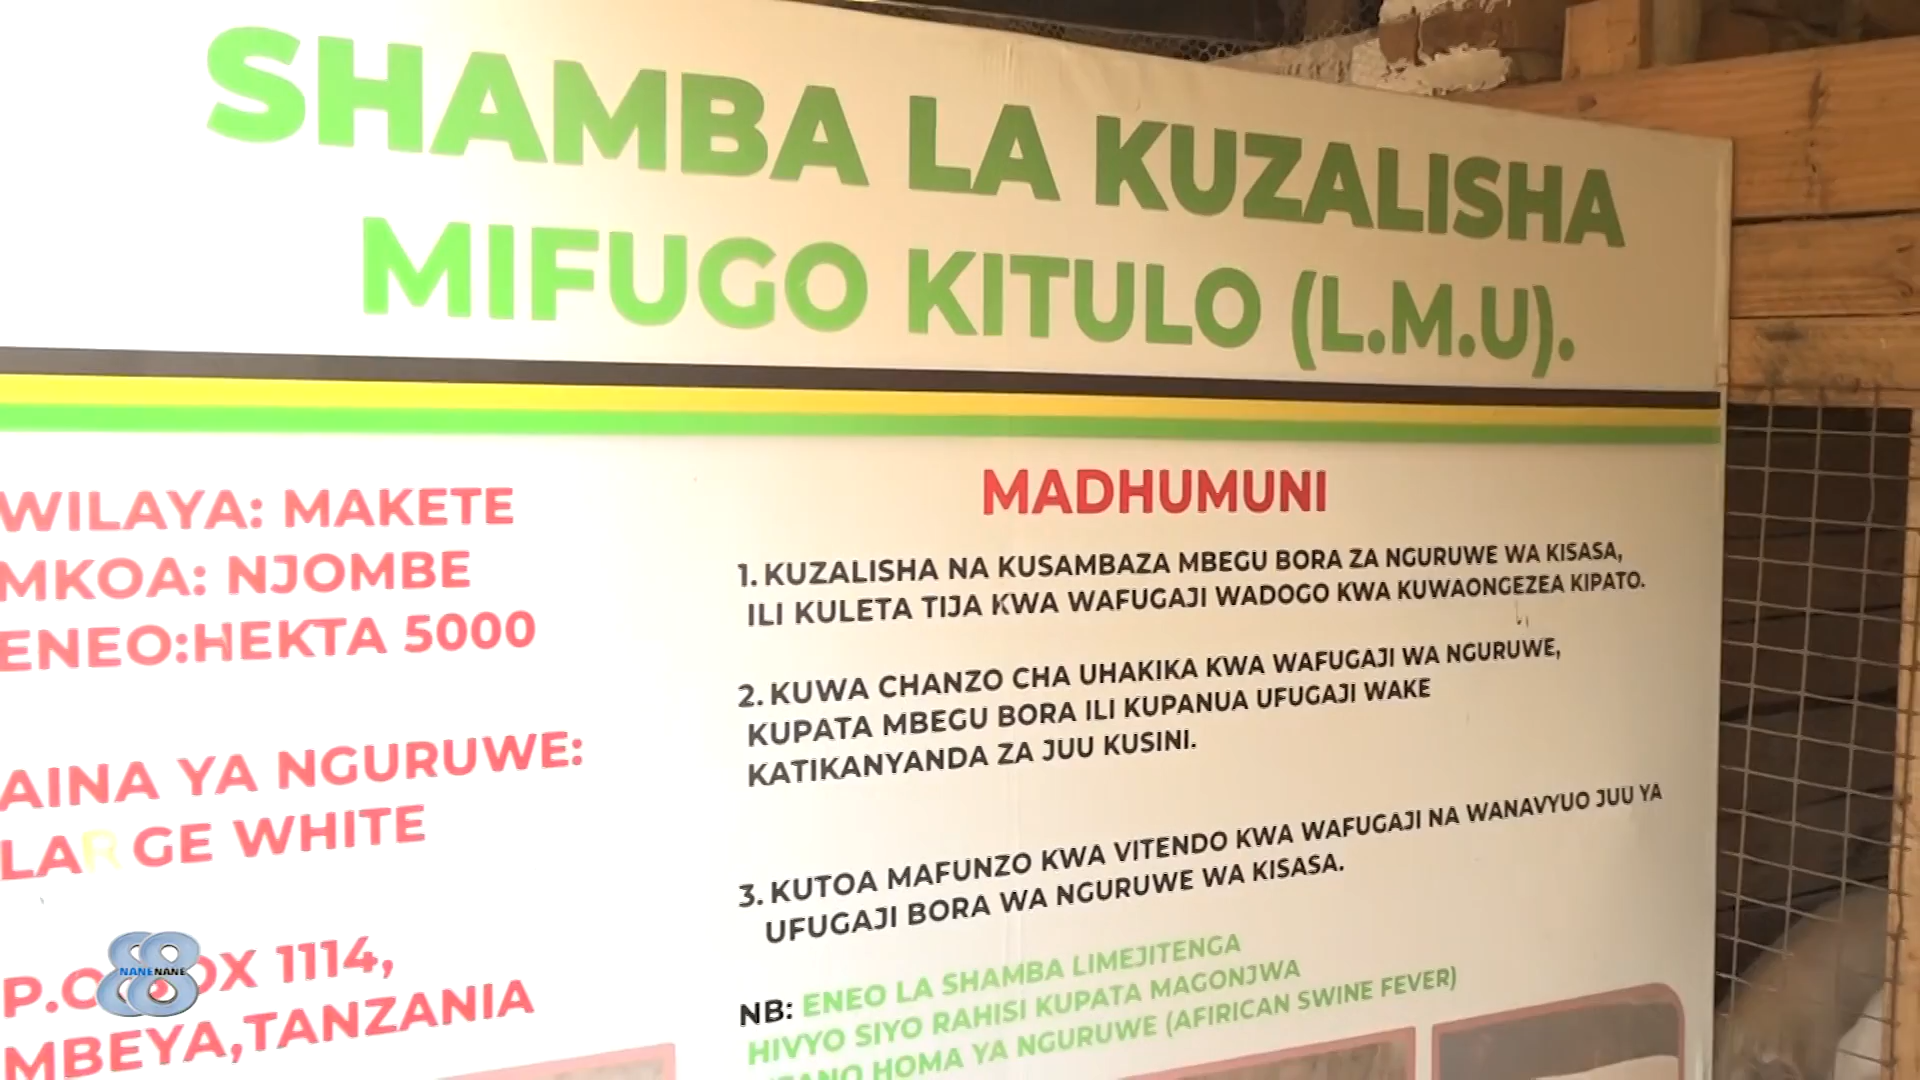 SHAMBA LA KUZALISHA
MIFUGO KITULO (L.M.U).
WILAYA: MAKETE
MKOA: NJOMBE
ENEO:HEKTA 5000
AINA YA NGURUWE:
LARGE WHITE
P.O BOX 1114,
MBEYA,TANZANIA
MADHUMUNI
1. KUZALISHA NA KUSAMBAZA MBEGU BORA ZA NGURUWE WA KISASA,
ILI KULETA TIJA KWA WAFUGAJI WADOGO KWA KUWAONGEZEA KIPATO.
2. KUWA CHANZO CHA UHAKIKA KWA WAFUGAJI WA NGURUWE,
KUPATA MBEGU BORA ILI KUPANUA UFUGAJI WAKE
KATIKANYANDA ZA JUU KUSINI.
3. KUTOA MAFUNZO KWA VITENDO KWA WAFUGAJI NA WANAVYUO JUU YA
UFUGAJI BORA WA NGURUWE WA KISASA.
NB: ENEO LA SHAMBA LIMEJITENGA
HIVYO SIYO RAHISI KUPATA MAGONJWA
HOMA YA NGURUWE (AFIRICAN SWINE FEVER)
88
NANENANE